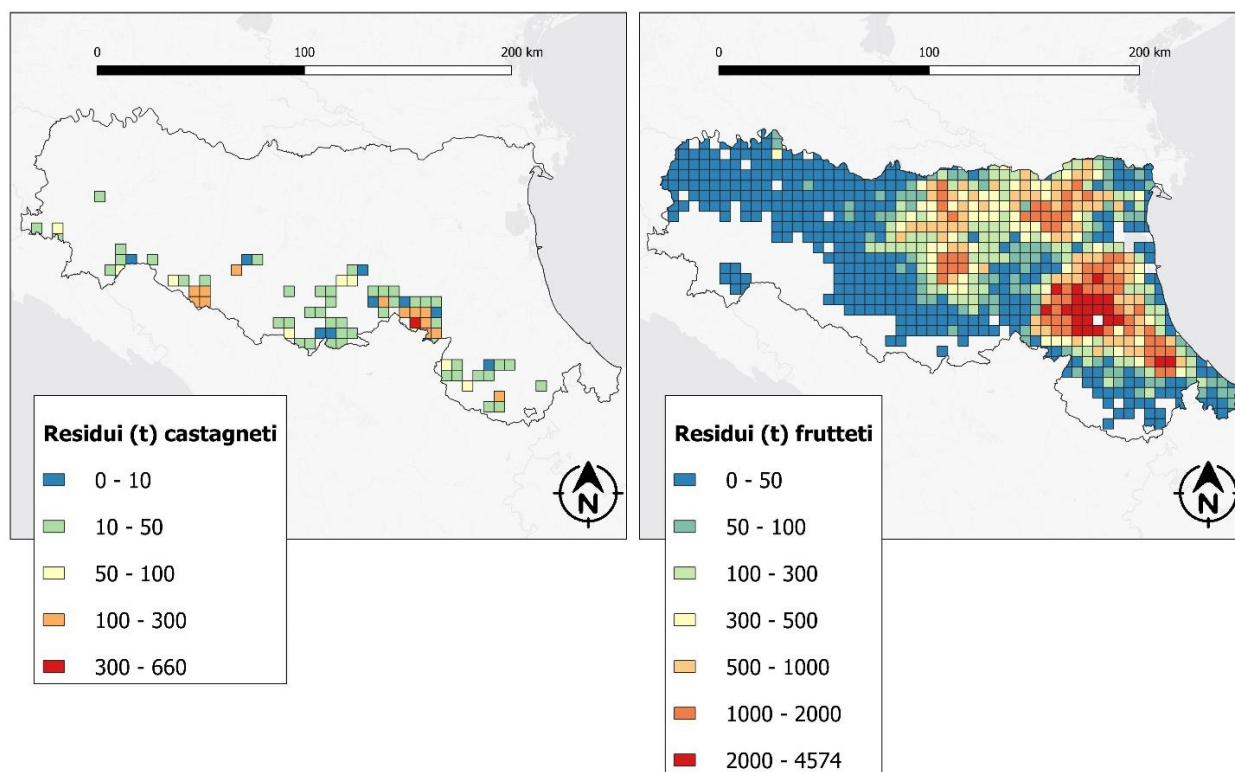 0 100 200 km
Residui (t) castagneti
0 - 10
10 - 50
50 - 100
100 - 300
300 - 660
N
0 100 200 km
Residui (t) frutteti
0 - 50
50 - 100
100 - 300
300 - 500
500 - 1000
1000 - 2000
2000 - 4574
N